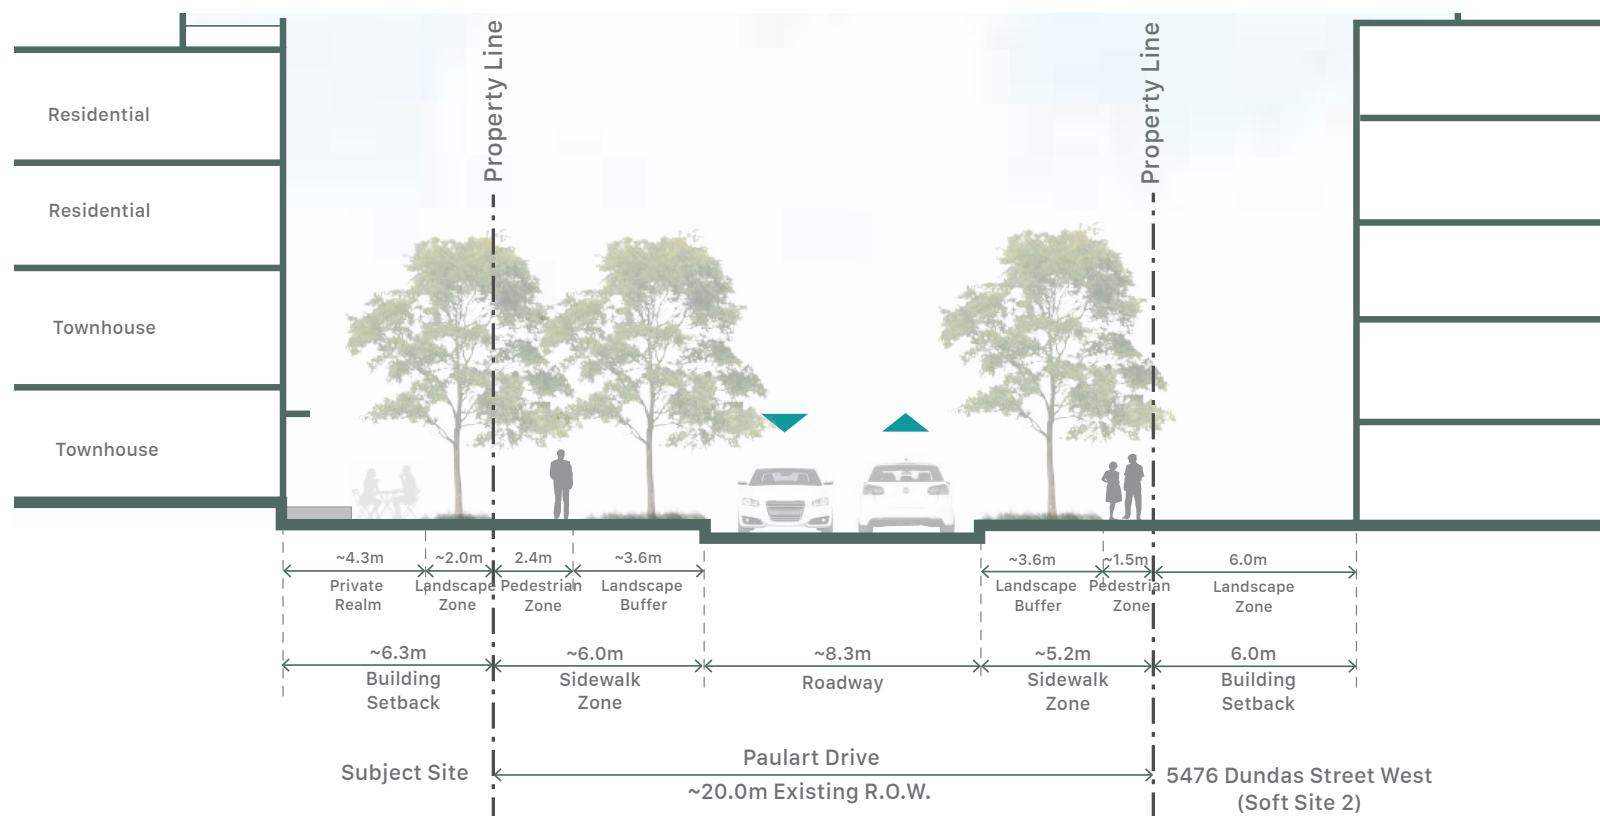 Property Line
Property Line
Residential
Residential
Townhouse
Townhouse
~4.3m
~2.0m
2.4m
~3.6m
~3.6m
~1.5m
6.0m
Private
Realm
Landscape
Zone
Pedestrian
Zone
Landscape
Buffer
Landscape
Buffer
Pedestrian
Zone
Landscape
Zone
~6.3m
~6.0m
~8.3m
~5.2m
6.0m
Building
Setback
Sidewalk
Zone
Roadway
Sidewalk
Zone
Building
Setback
Subject Site
Paulart Drive
~20.0m Existing R.O.W.
5476 Dundas Street West
(Soft Site 2)